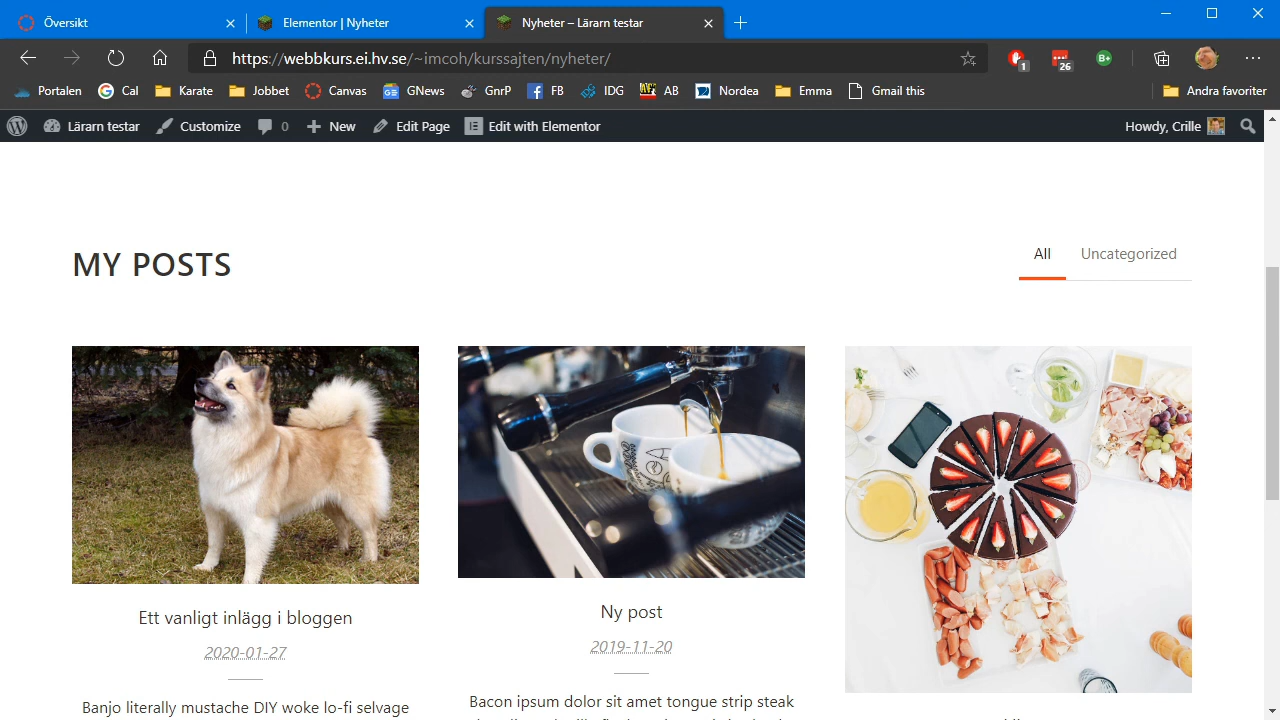 Översikt
Elementor | Nyheter
Nyheter – Lärarn testar
https://webbkurs.ei.hv.se/~imcoh/kurssajten/nyheter/
1
26
B+
Portalen
Cal
Karate
Jobbet
Canvas
GNews
GnrP
FB
IDG
AB
Nordea
Emma
Gmail this
Andra favoriter
Lärarn testar
Customize
0
New
Edit Page
Edit with Elementor
Howdy, Crille
MY POSTS
All
Uncategorized
Ett vanligt inlägg i bloggen
2020-01-27
Banjo literally mustache DIY woke lo-fi selvage
Ny post
2019-11-20
Bacon ipsum dolor sit amet tongue strip steak